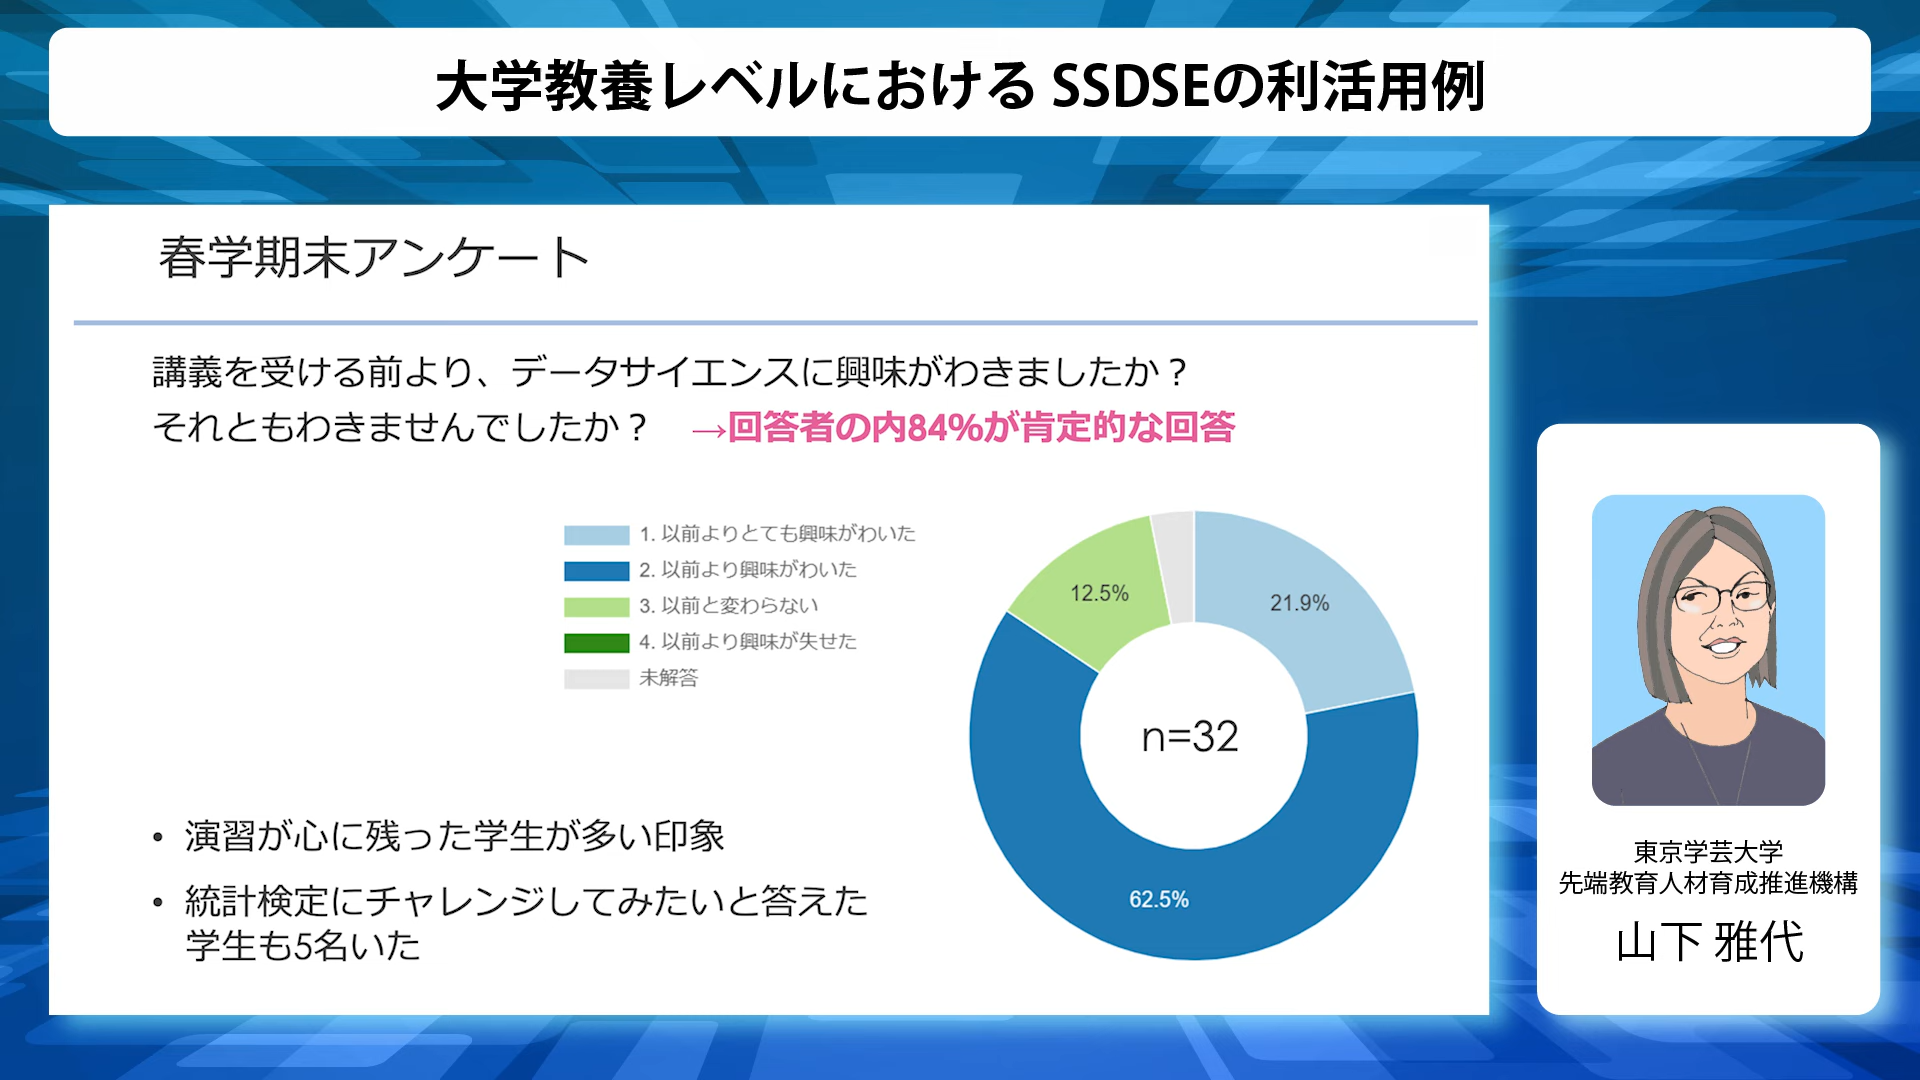 大学教養レベルにおける SSDSEの利活用例
春学期末アンケート
講義を受ける前より、データサイエンスに興味がわきましたか？
それともわきませんでしたか？ →回答者の内84%が肯定的な回答
1. 以前よりとても興味がわいた
2. 以前より興味がわいた
3. 以前と変わらない
4. 以前より興味が失せた
未解答
12.5%
21.9%
n=32
62.5%
• 演習が心に残った学生が多い印象
• 統計検定にチャレンジしてみたいと答えた
学生も5名いた
東京学芸大学
先端教育人材育成推進機構
山下 雅代